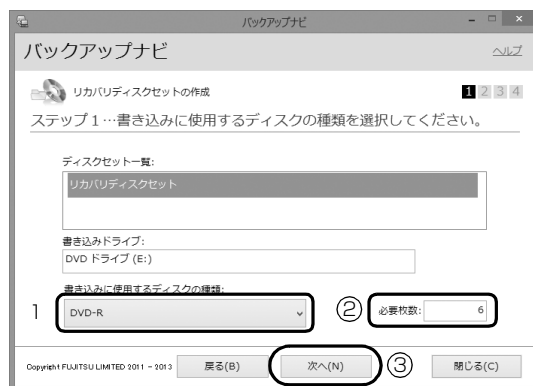 バックアップナビ
バックアップナビ
ヘルプ
リカバリディスクセットの作成
1 2 3 4
ステップ1…書き込みに使用するディスクの種類を選択してください。
ディスクセット一覧:
リカバリディスクセット
書き込みドライブ:
DVD ドライブ (E:)
書き込みに使用するディスクの種類:
1 DVD-R
② 必要枚数: 6
Copyright FUJITSU LIMITED 2011 - 2013 戻る(B) 次へ(N) ③ 閉じる(C)